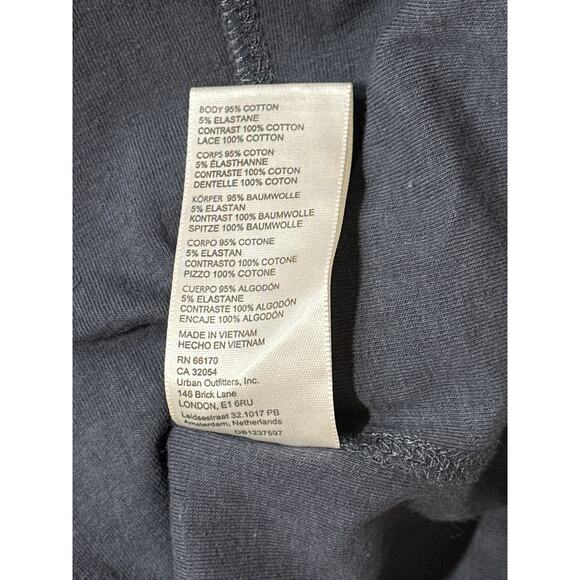 BODY 95% COTTON
5% ELASTANE
CONTRAST 100% COTTON
LACE 100% COTTON
CORPS 95% COTON
5% ÉLASTHANNE
CONTRASTE 100% COTON
DENTELLE 100% COTON
KÖRPER 95% BAUMWOLLE
5% ELASTAN
KONTRAST 100% BAUMWOLLE
SPITZE 100% BAUMWOLLE
CORPO 95% COTONE
5% ELASTAN
CONTRASTO 100% COTONE
PIZZO 100% COTONE
CUERPO 95% ALGODÓN
5% ELASTANE
CONTRASTE 100% ALGODÓN
ENCAJE 100% ALGODÓN
MADE IN VIETNAM
HECHO EN VIETNAM
RN 66170
CA 32054
Urban Outfitters, Inc.
146 Brick Lane
LONDON, E1 6RU
Leidsestraat 32,1017 PB
Amsterdam, Netherlands
OB1237597